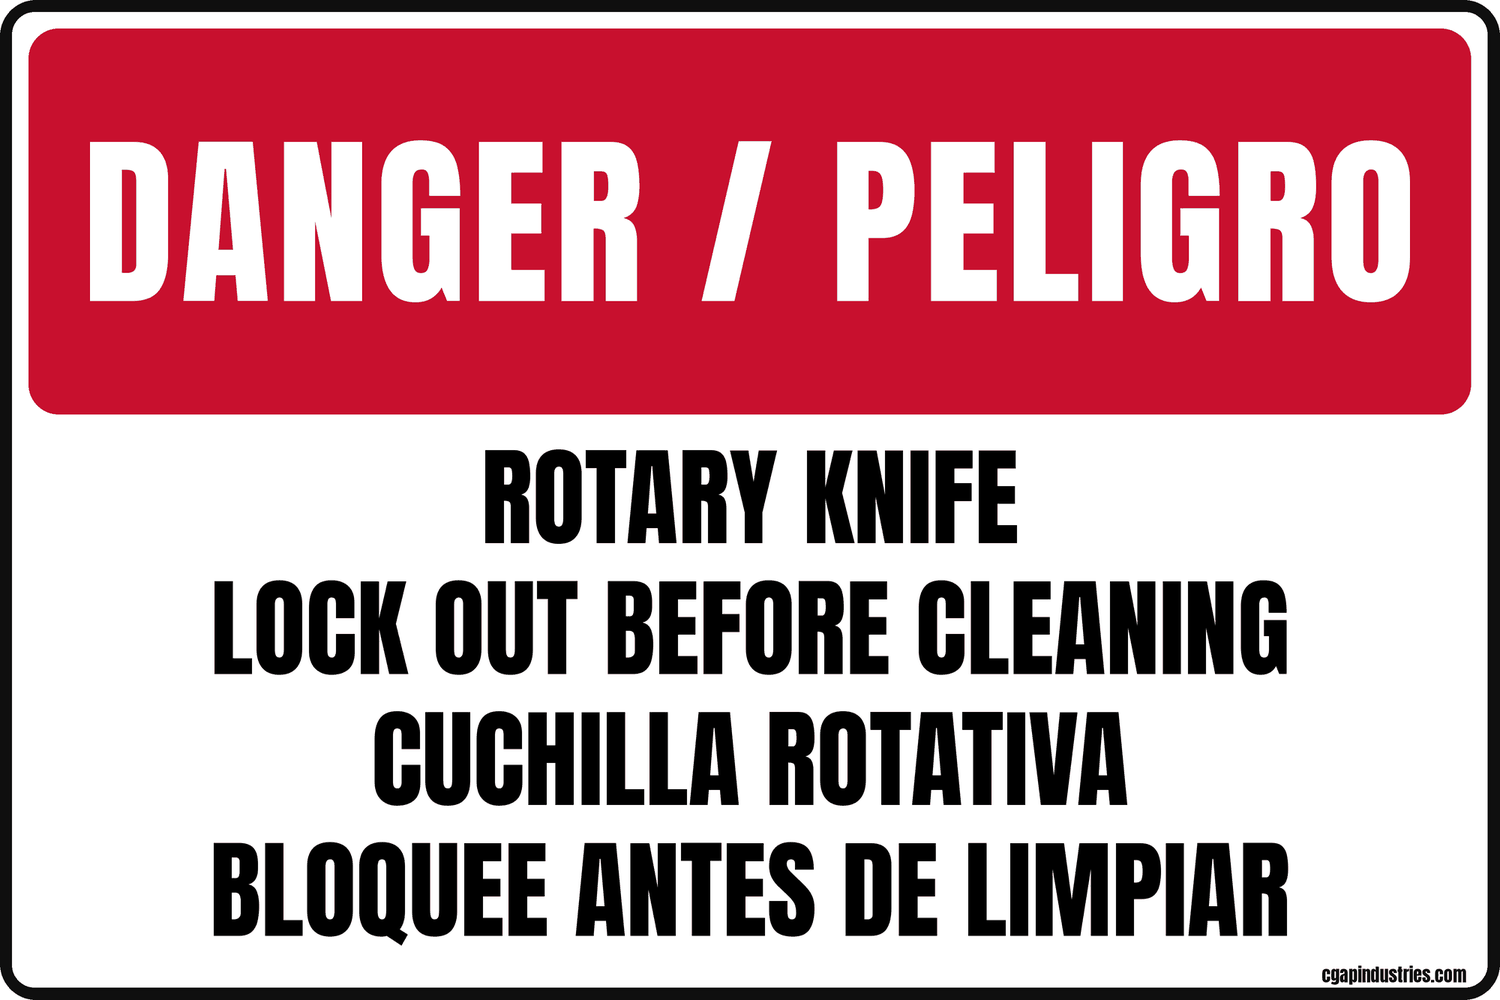 DANGER / PELIGRO
ROTARY KNIFE
LOCK OUT BEFORE CLEANING
CUCHILLA ROTATIVA
BLOQUEE ANTES DE LIMPIAR
cgapindustries.com